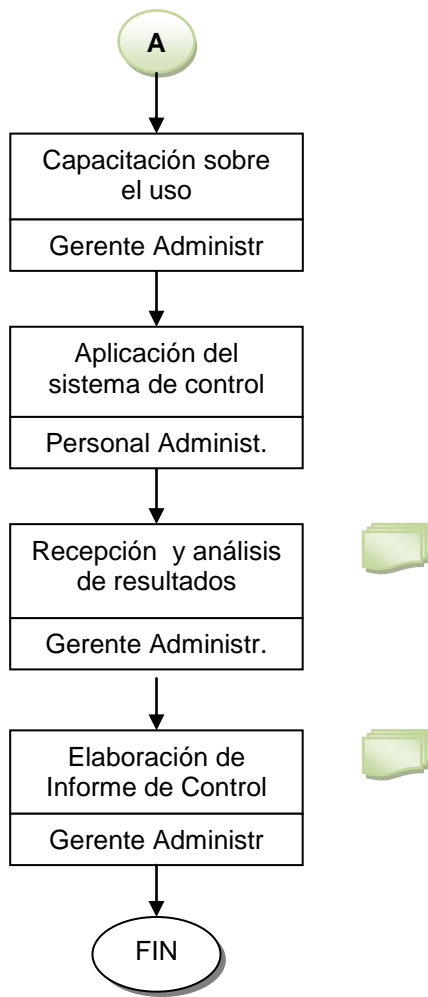 A
Capacitación sobre
el uso
Gerente Administr
Aplicación del
sistema de control
Personal Administ.
Recepción y análisis
de resultados
Gerente Administr.
Elaboración de
Informe de Control
Gerente Administr
FIN